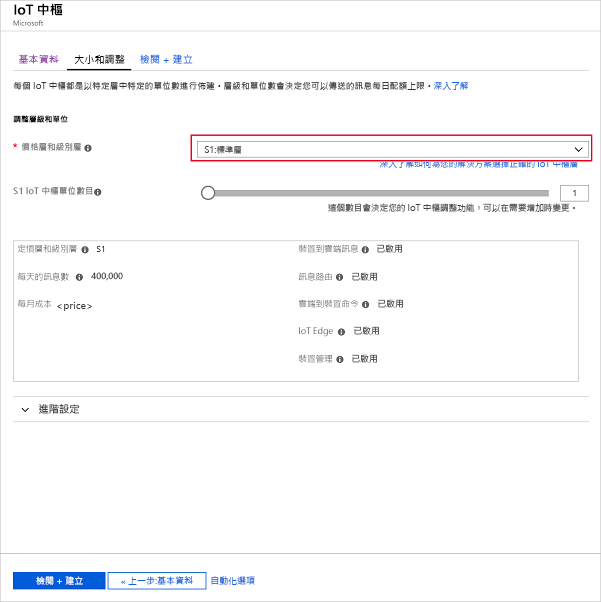 IoT 中樞
Microsoft
基本資料 大小和調整 檢閱 + 建立
每個 IoT 中樞都是以特定層中特定的單位數進行佈建。層級和單位數會決定您可以傳送的訊息每日配額上限。深入了解
調整層級和單位
* 價格層和級別層
S1:標準層
深入了解如何為您的解決方案選擇正確的 IoT 中樞層
S1 IoT 中樞單位數目 1
這個數目會決定您的 IoT 中樞調整功能，可以在需要增加時變更。
定價層和級別層 S1 裝置到雲端訊息 已啟用
每天的訊息數 400,000 訊息路由 已啟用
每月成本 <price> 雲端到裝置命令 已啟用
IoT Edge 已啟用
裝置管理 已啟用
進階設定
檢閱 + 建立 « 上一步:基本資料 自動化選項